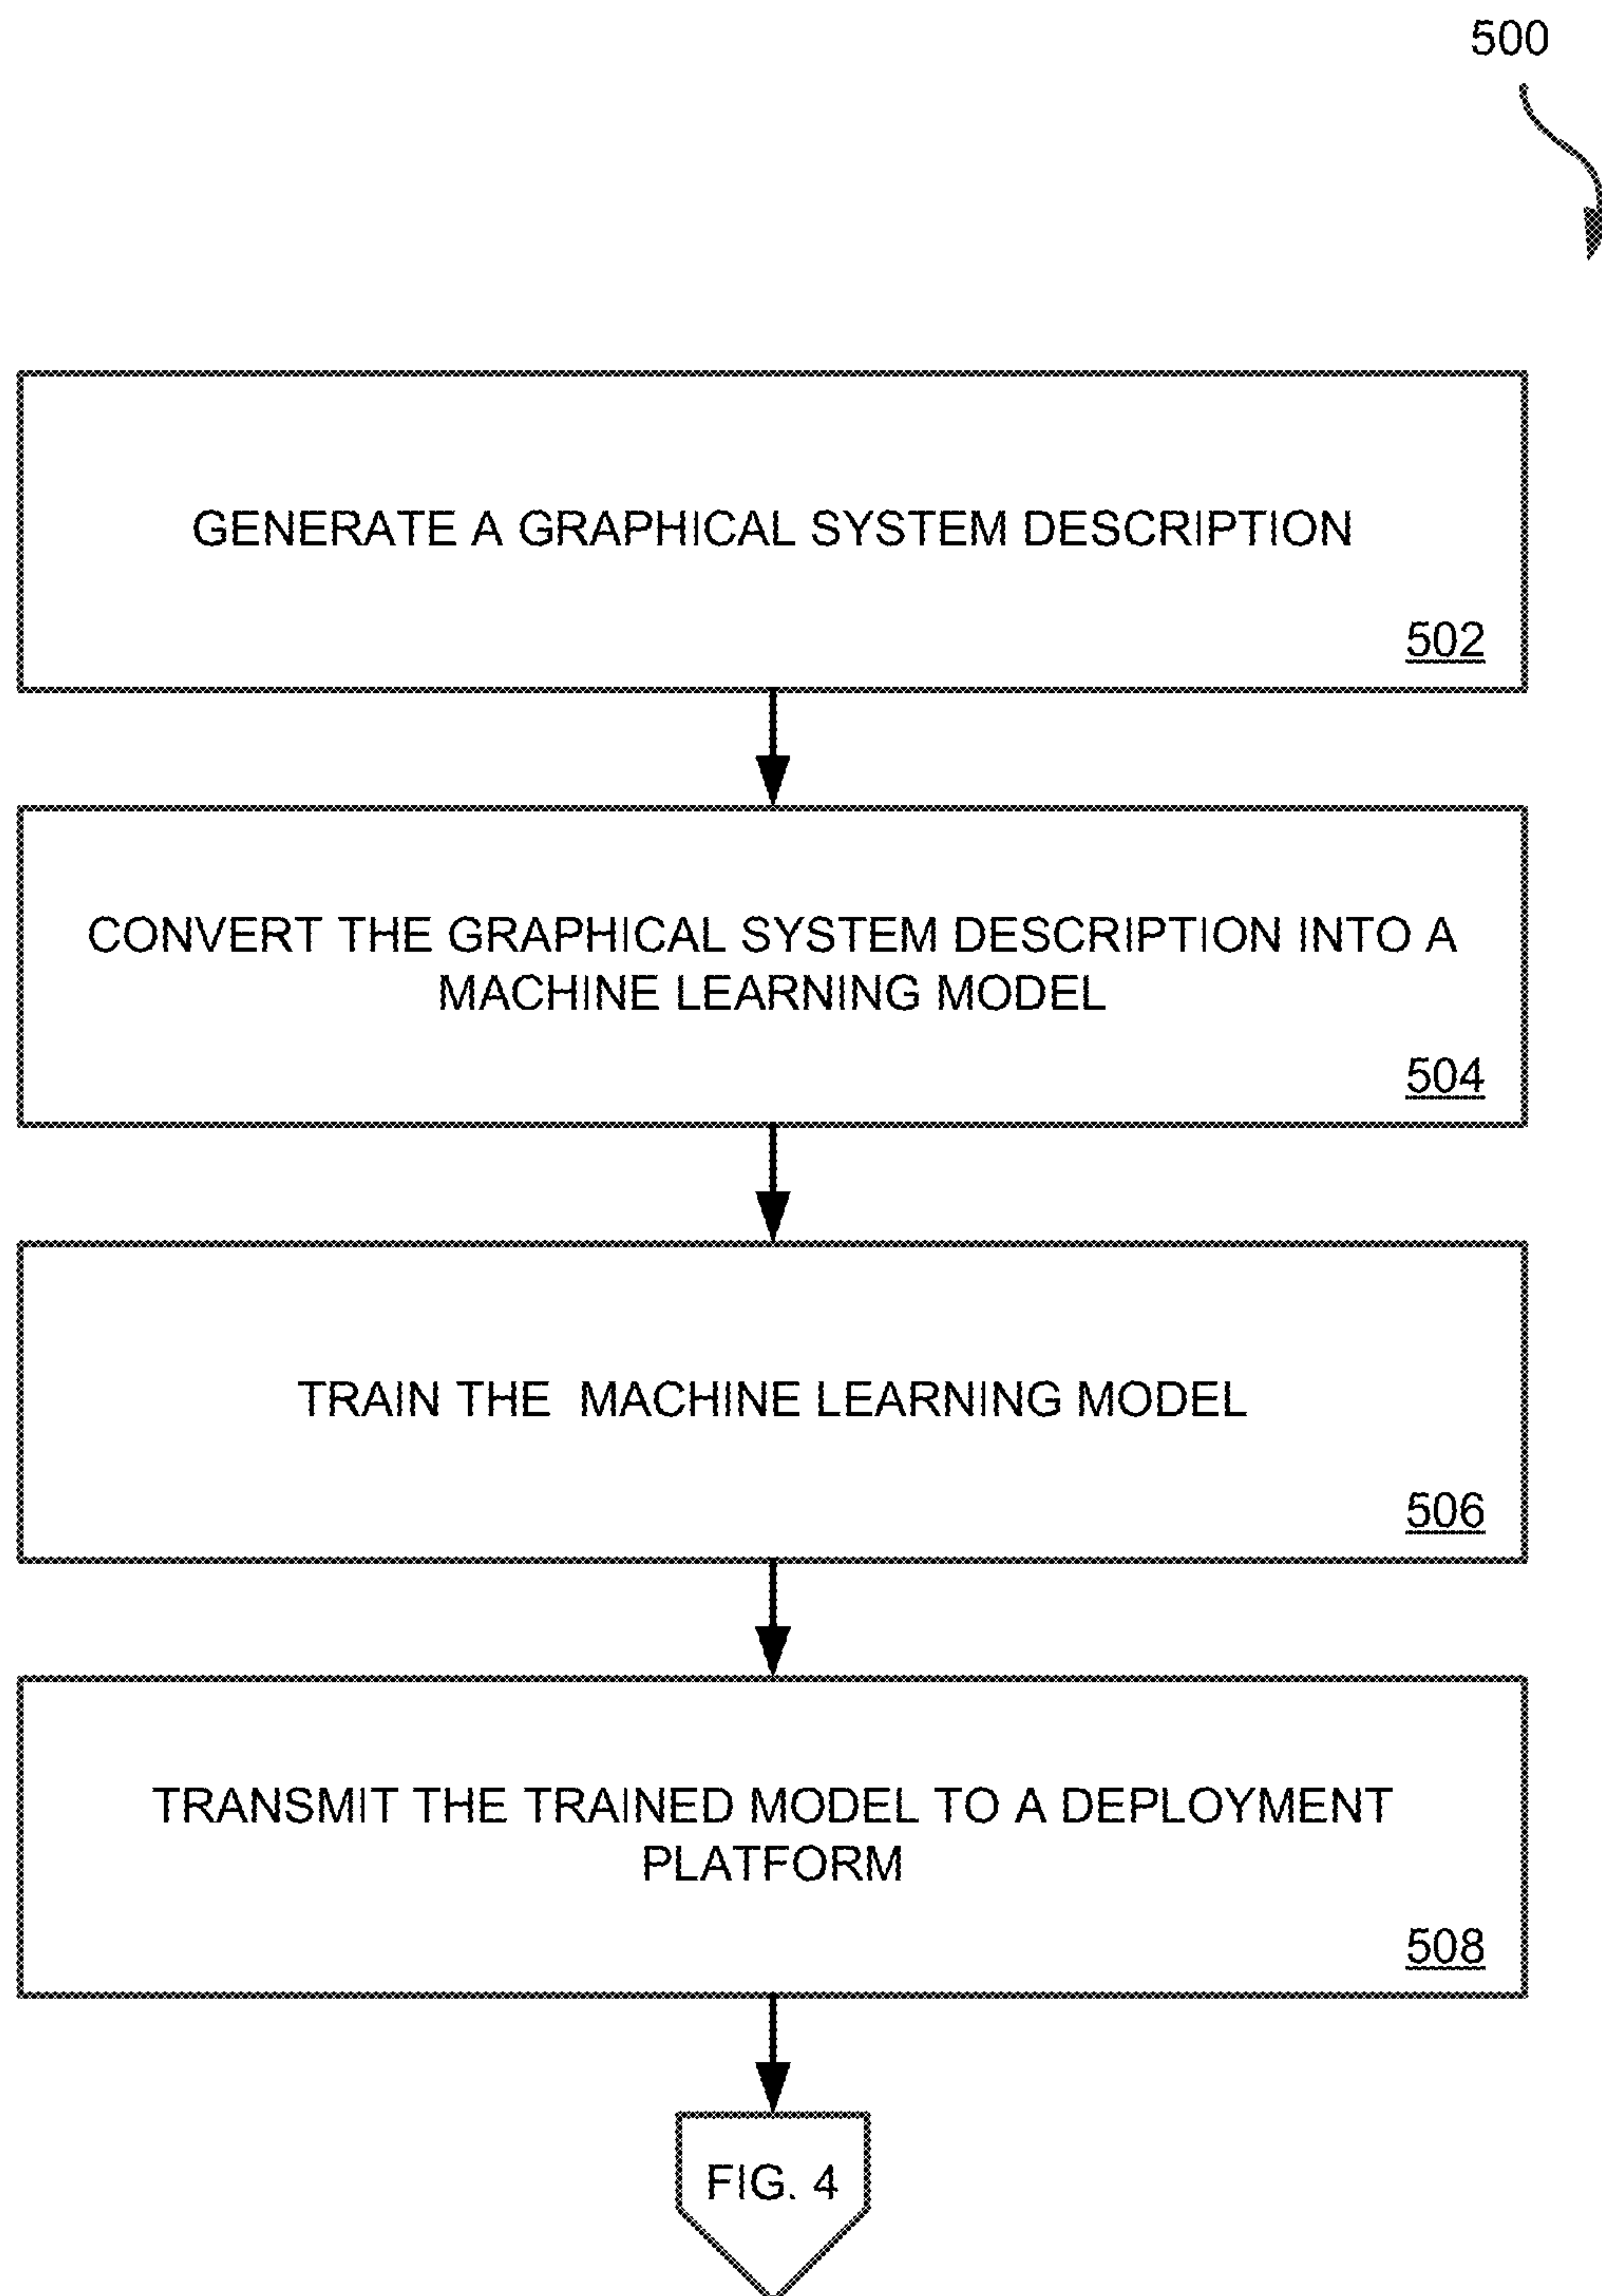 500
GENERATE A GRAPHICAL SYSTEM DESCRIPTION
502
CONVERT THE GRAPHICAL SYSTEM DESCRIPTION INTO A
MACHINE LEARNING MODEL
504
TRAIN THE MACHINE LEARNING MODEL
506
TRANSMIT THE TRAINED MODEL TO A DEPLOYMENT
PLATFORM
508
FIG. 4